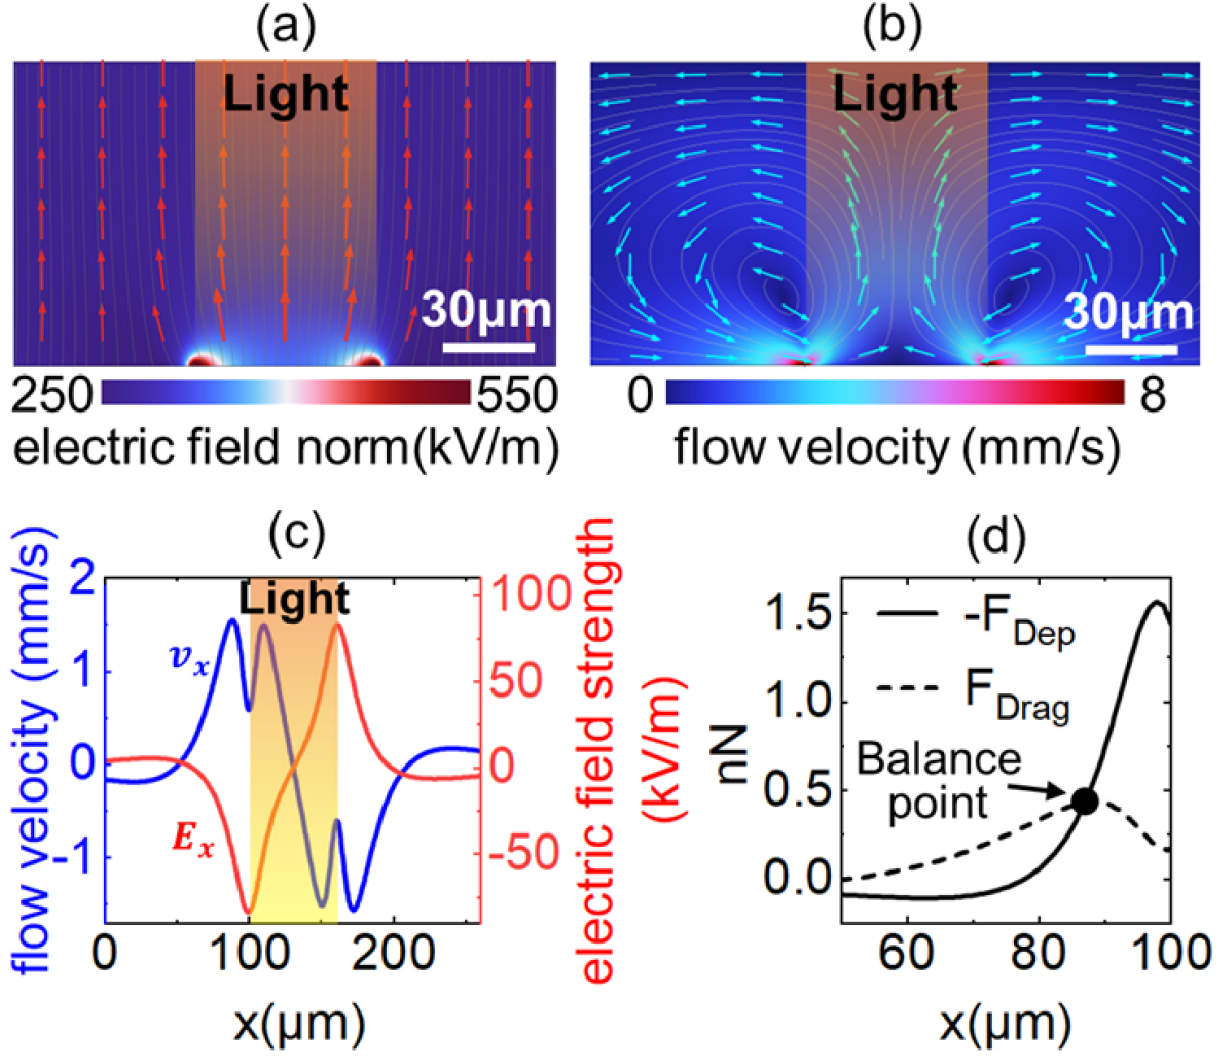 (a)
Light
30μm
250
550
electric field norm(kV/m)
(b)
Light
30μm
0
8
flow velocity (mm/s)
(c)
flow velocity (mm/s)
2
1
0
-1
Light
vₓ
Eₓ
100
50
0
-50
electric field strength
(kV/m)
0
100
200
x(μm)
(d)
nN
1.5
1.0
0.5
0.0
-F_Dep
F_Drag
Balance
point
60
80
100
x(μm)